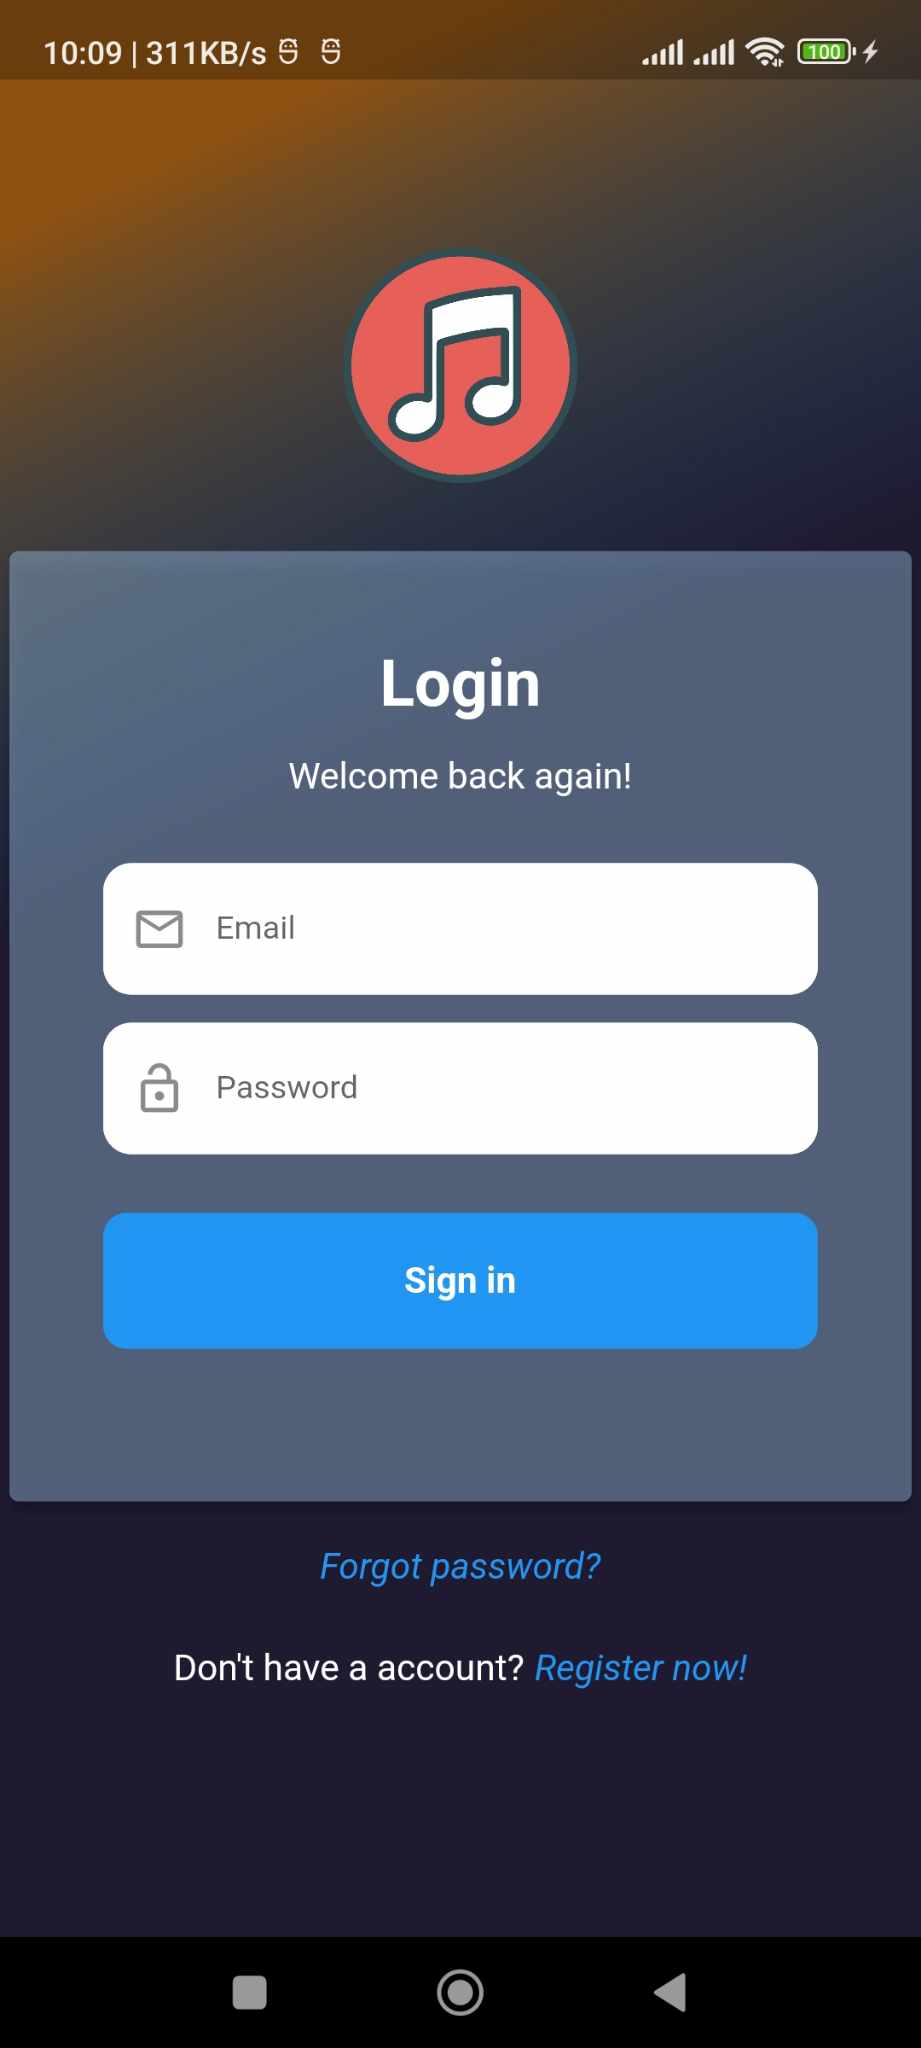 10:09 | 311KB/s
100
Login
Welcome back again!
Email
Password
Sign in
Forgot password?
Don't have a account? Register now!